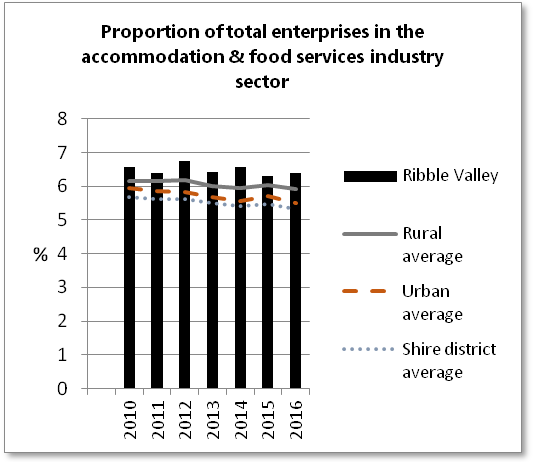 Proportion of total enterprises in the
accommodation & food services industry
sector
8
7
6
5
4
3
2
1
0
%
2010
2011
2012
2013
2014
2015
2016
Ribble Valley
Rural
average
Urban
average
Shire district
average